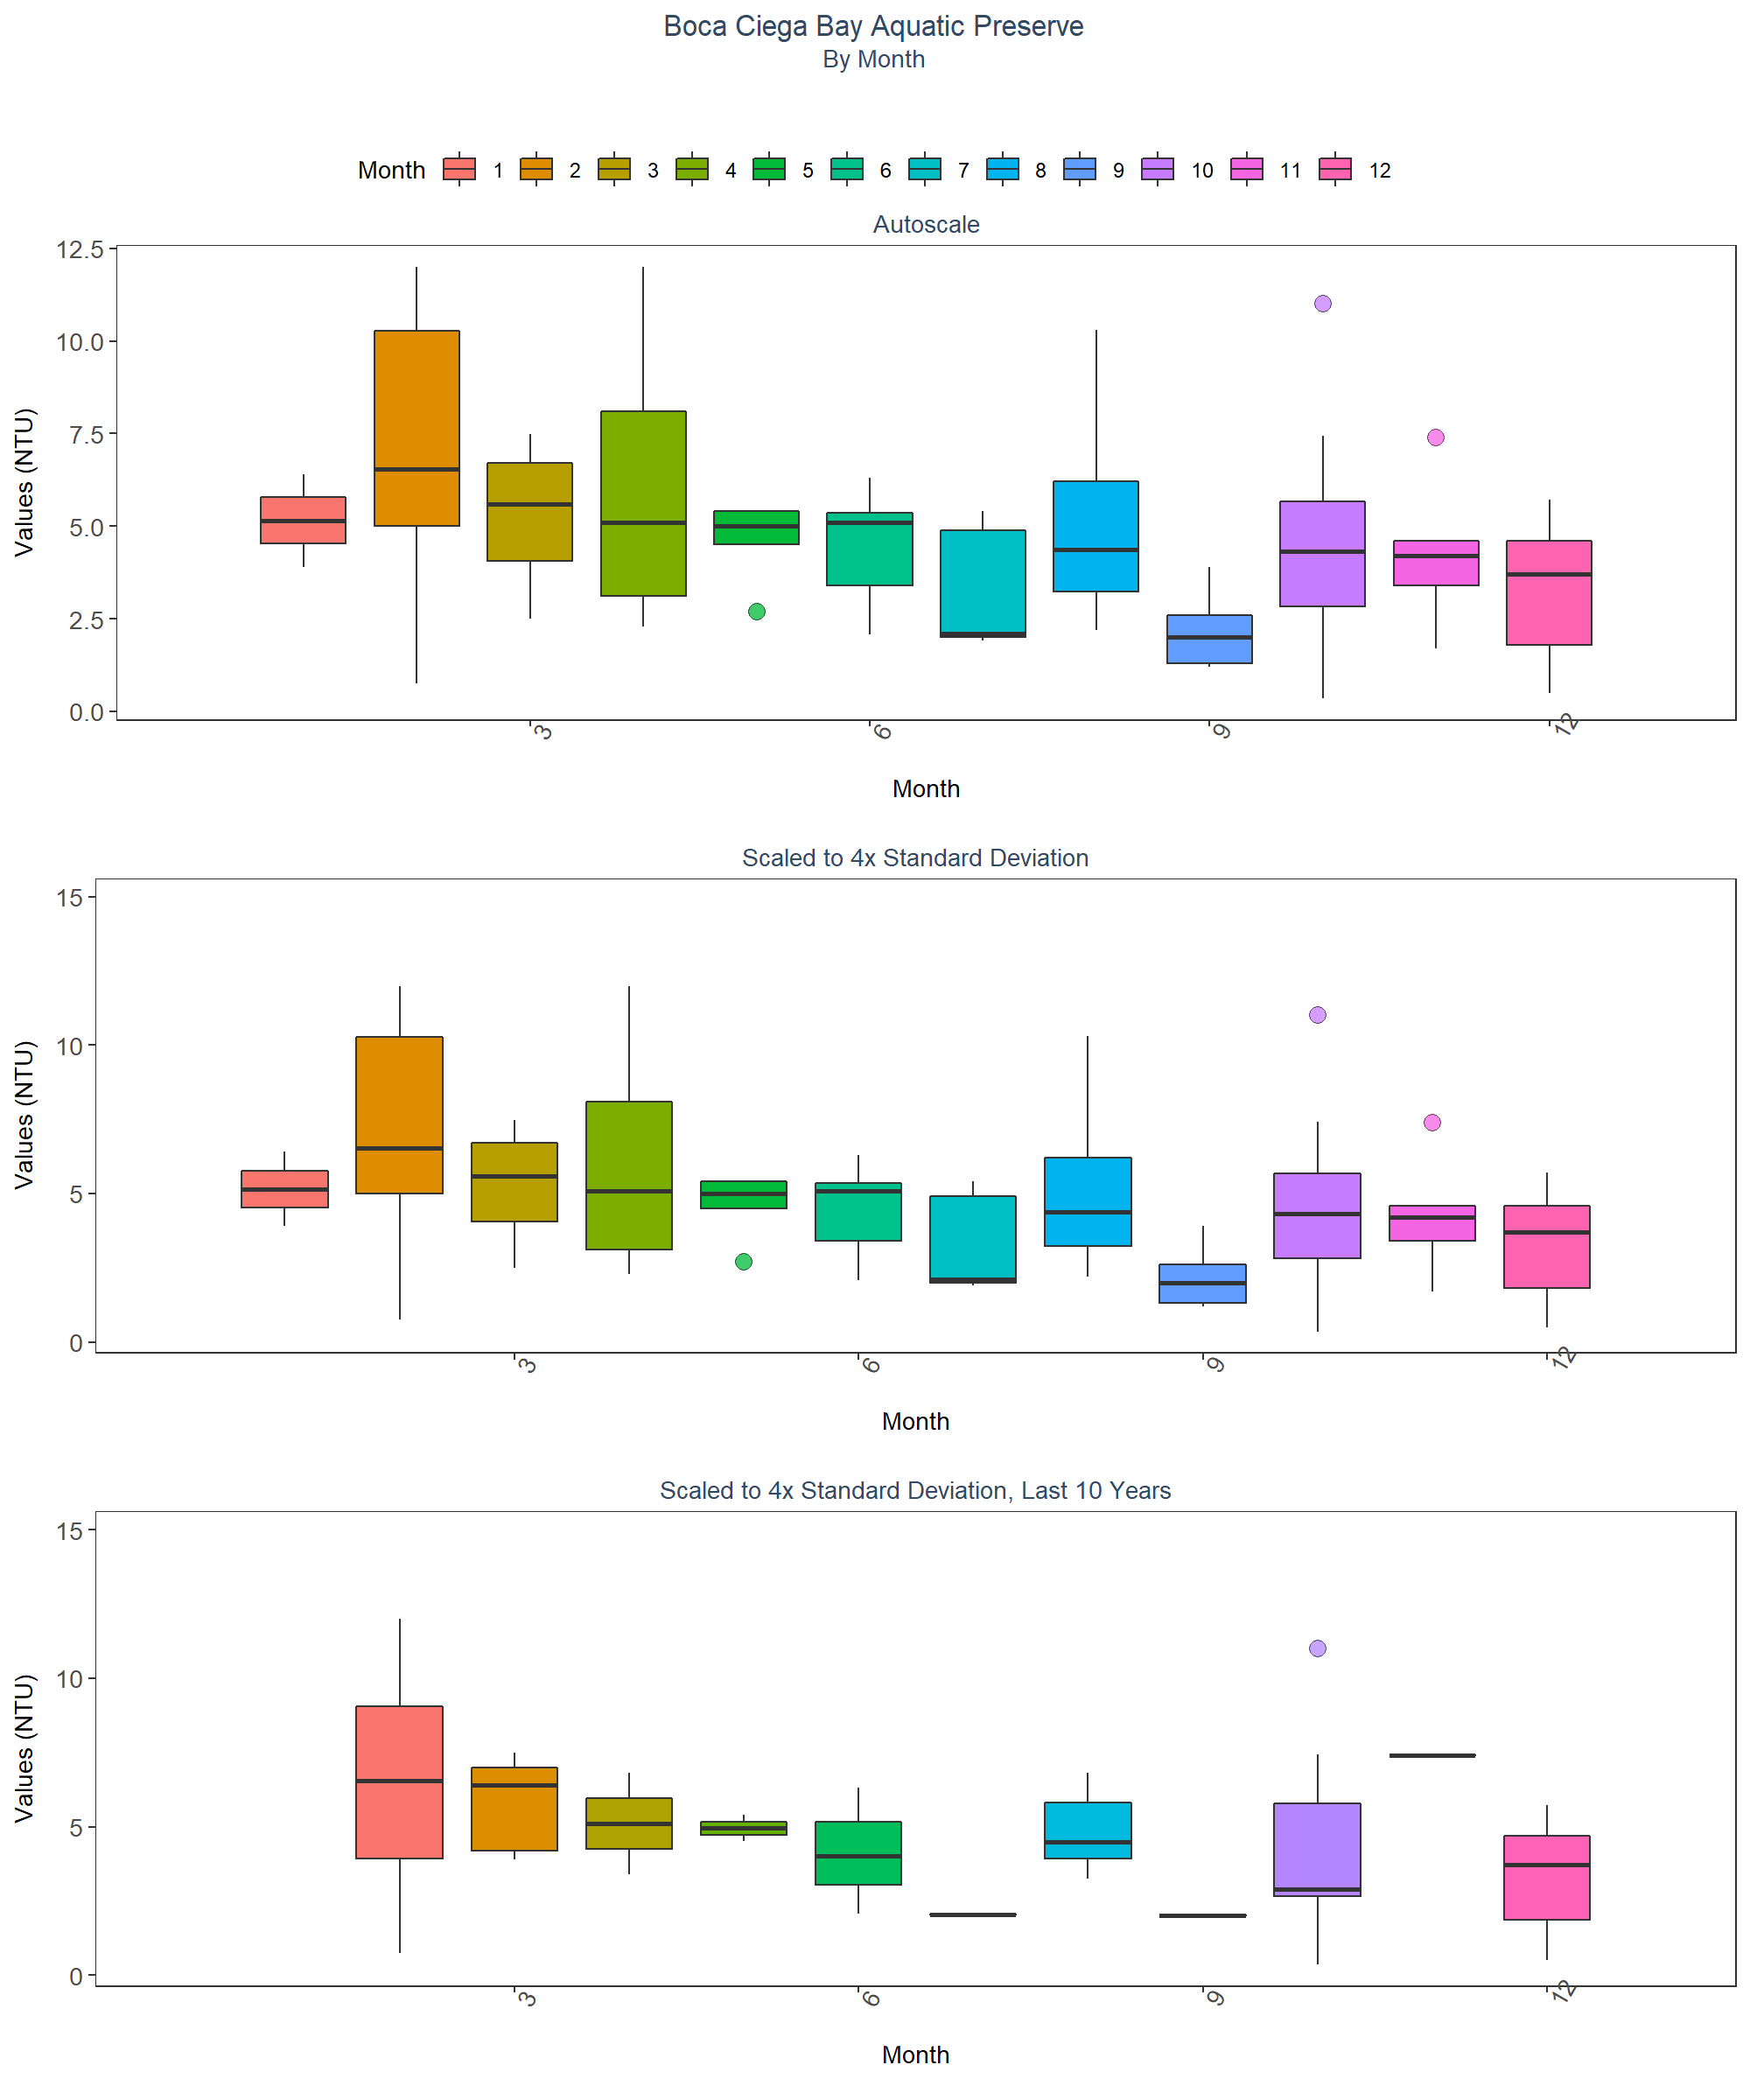 Boca Ciega Bay Aquatic Preserve
By Month
Month 1 2 3 4 5 6 7 8 9 10 11 12
Autoscale
Values (NTU)
12.5
10.0
7.5
5.0
2.5
0.0
3 6 9 12
Month
Scaled to 4x Standard Deviation
Values (NTU)
15
10
5
0
3 6 9 12
Month
Scaled to 4x Standard Deviation, Last 10 Years
Values (NTU)
15
10
5
0
3 6 9 12
Month